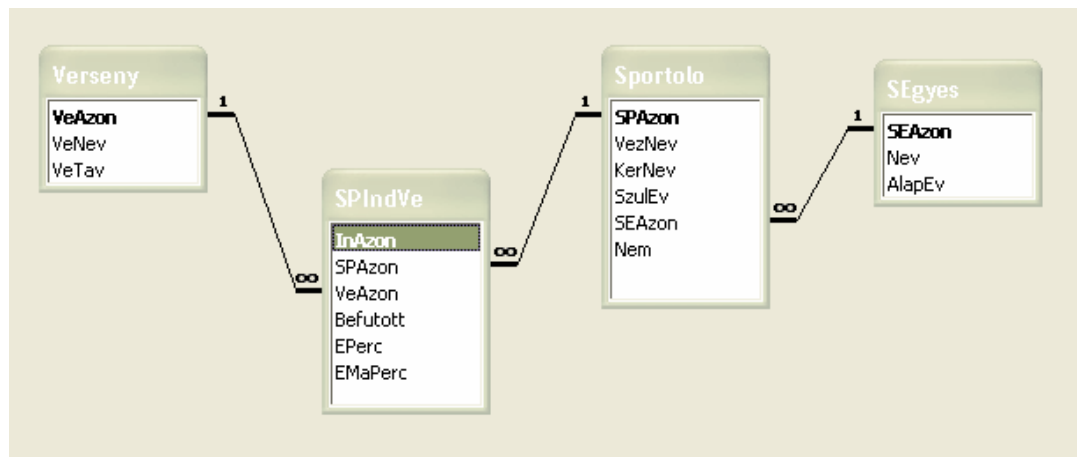 Verseny
VeAzon
VeNev
VeTav
1
∞
SPIndVe
InAzon
SPAzon
VeAzon
Befutott
EPerc
EMaPerc
∞
1
Sportolo
SPAzon
VezNev
KerNev
SzulEv
SEAzon
Nem
∞
1
SEgyes
SEAzon
Nev
AlapEv